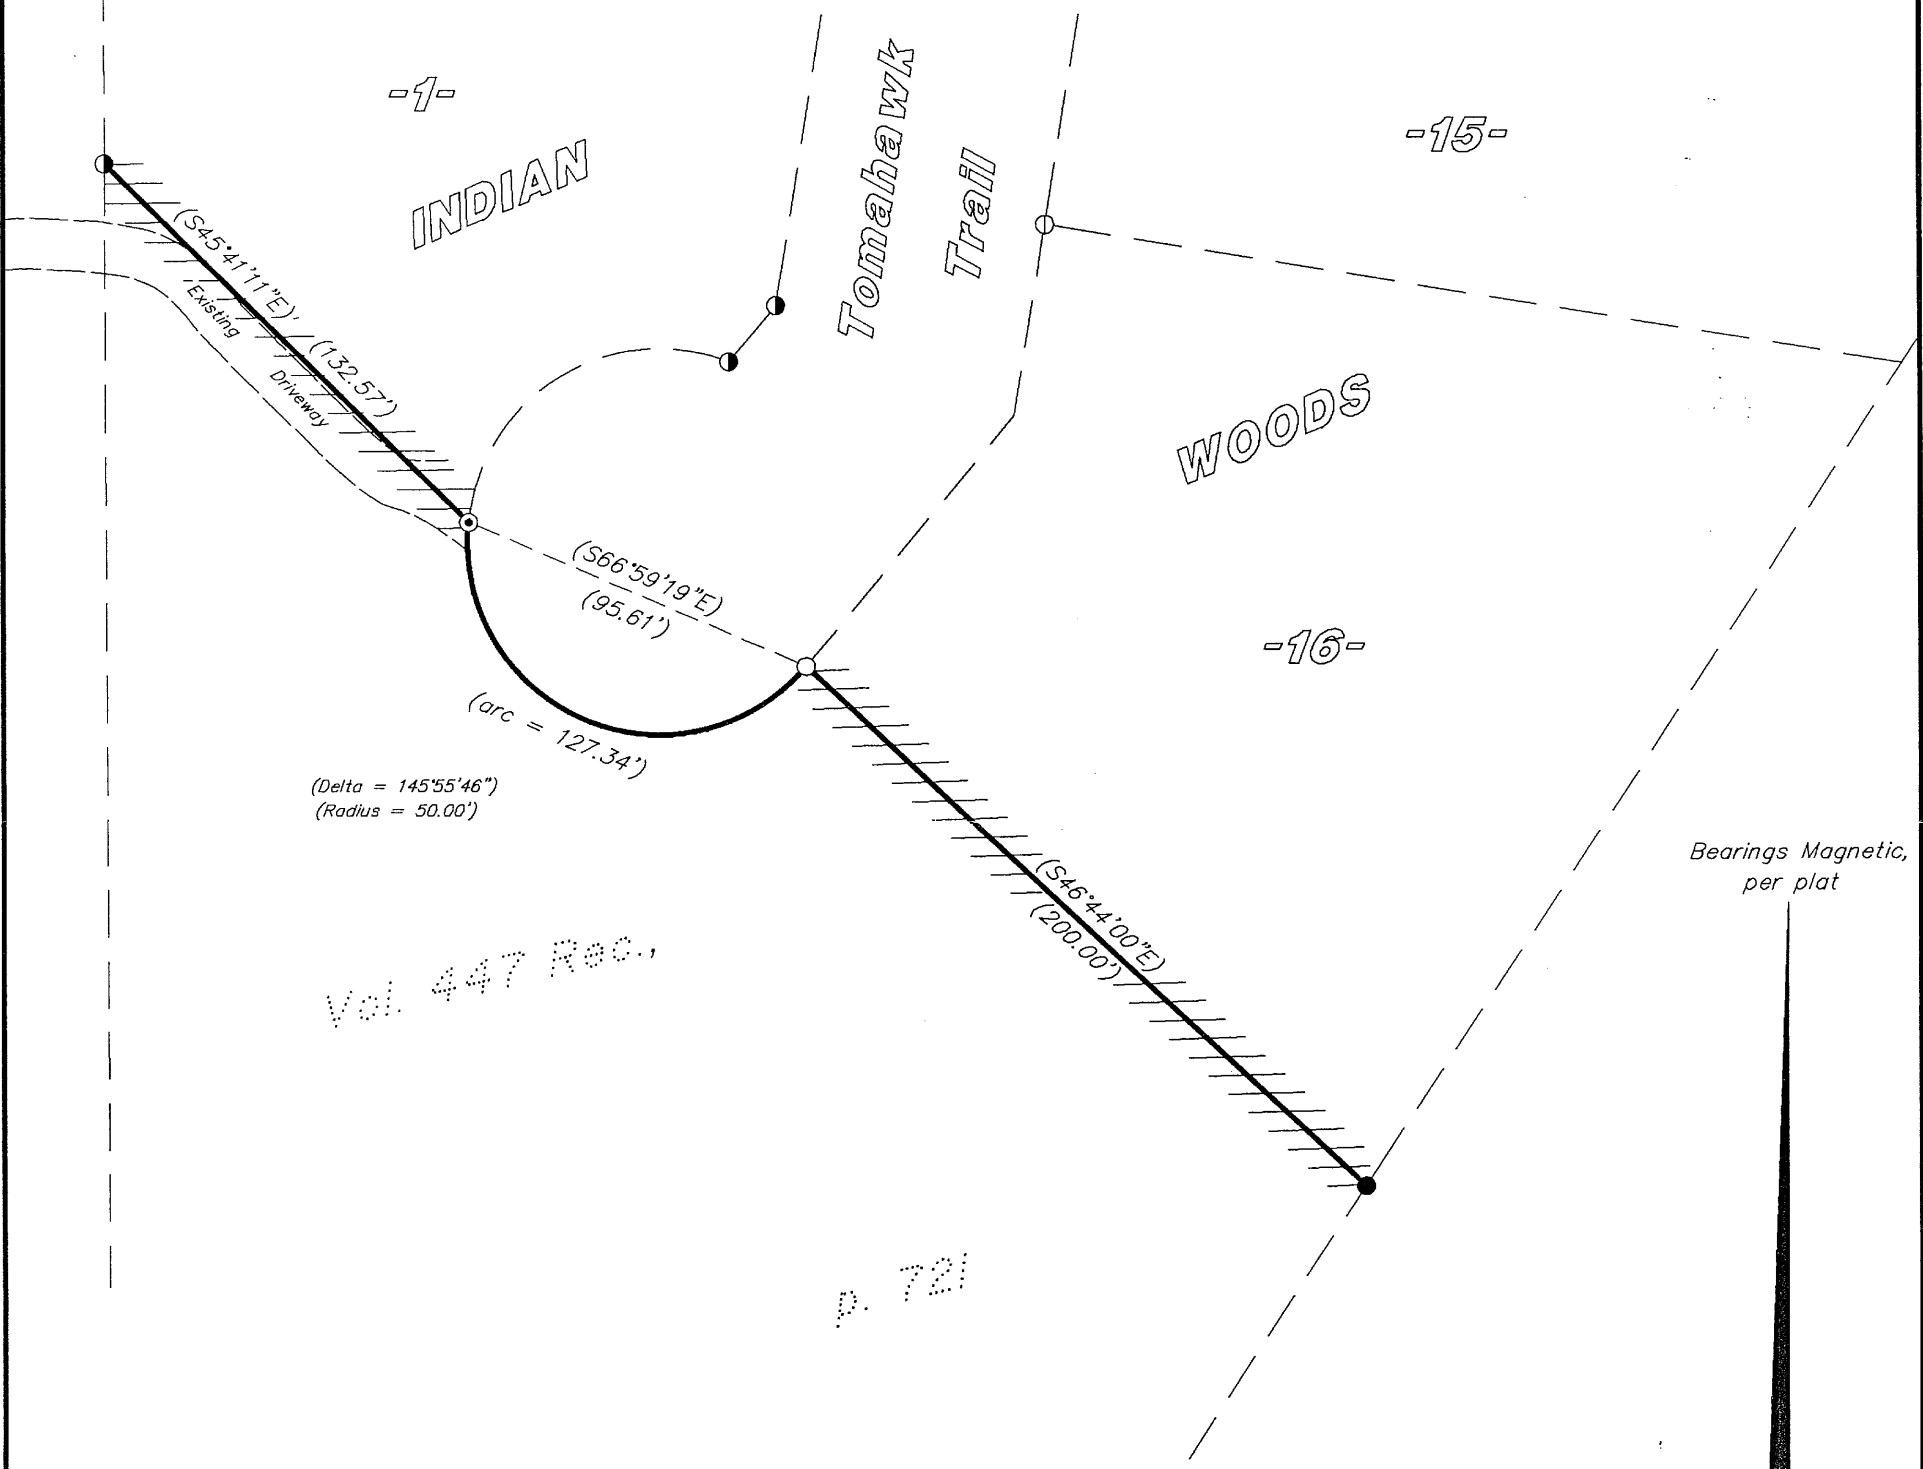 -1-
INDIAN
Tomahawk
Trail
-15-
(S45°41'11"E)
(132.57')
Existing
Driveway
WOODS
(S66°59'19"E)
(95.61')
-16-
(arc = 127.34')
(Delta = 145°55'46")
(Radius = 50.00')
(S46°44'00"E)
(200.00')
Bearings Magnetic,
per plat
Vol. 447 Rec.,
p. 721